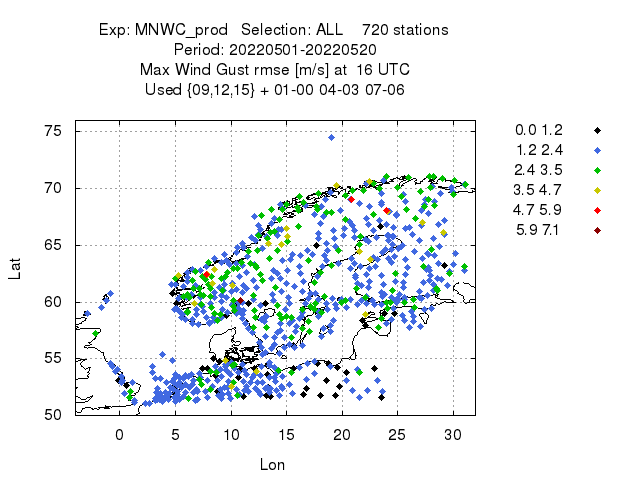 Exp: MNWC_prod Selection: ALL 720 stations
Period: 20220501-20220520
Max Wind Gust rmse [m/s] at 16 UTC
Used {09,12,15} + 01-00 04-03 07-06
75
70
65
60
55
50
0 5 10 15 20 25 30
Lat
Lon
0.0 1.2
1.2 2.4
2.4 3.5
3.5 4.7
4.7 5.9
5.9 7.1